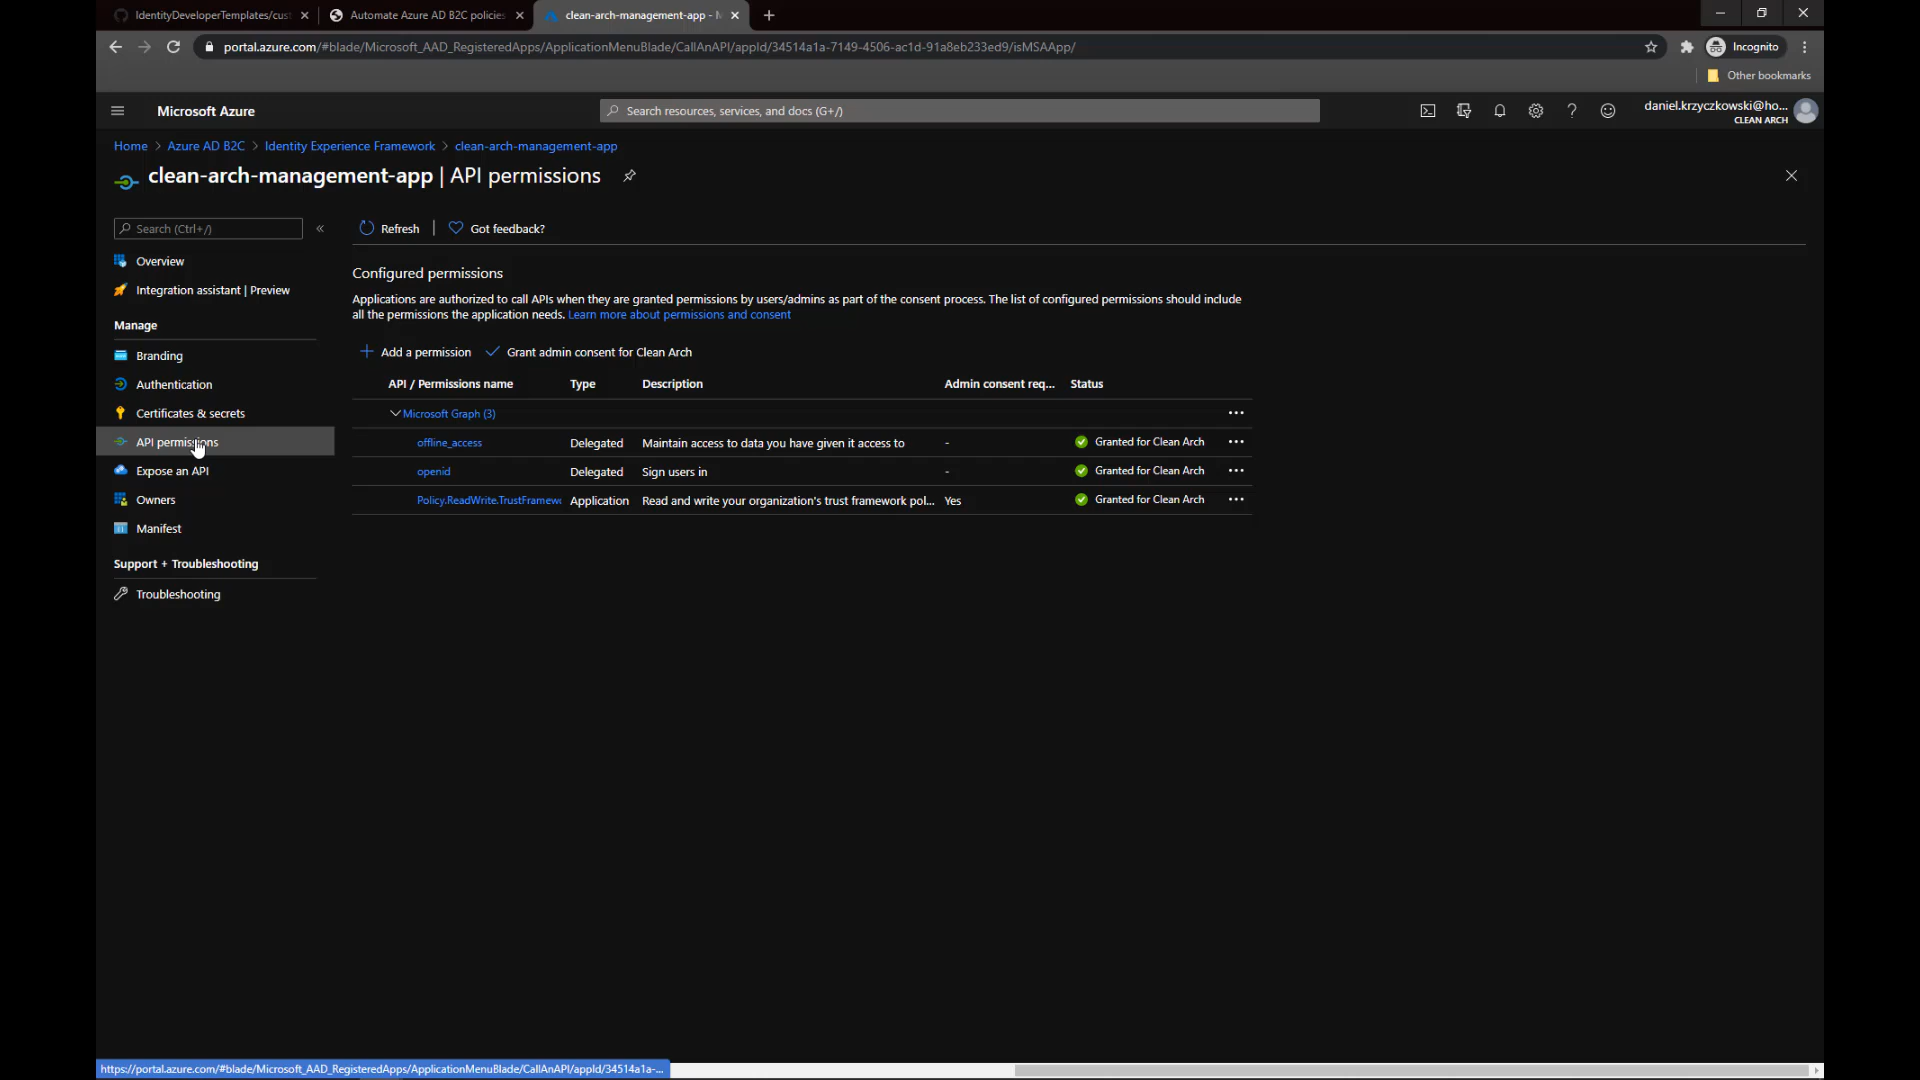 IdentityDeveloperTemplates/cust
Automate Azure AD B2C policies
clean-arch-management-app - M
portal.azure.com/#blade/Microsoft_AAD_RegisteredApps/ApplicationMenuBlade/CallAnAPI/appId/34514a1a-7149-4506-ac1d-91a8eb233ed9/isMSAApp/
Incognito
Other bookmarks
Microsoft Azure
Search resources, services, and docs (G+/)
daniel.krzyczkowski@ho...
CLEAN ARCH
Home > Azure AD B2C > Identity Experience Framework > clean-arch-management-app
clean-arch-management-app | API permissions
Search (Ctrl+/)
«
Refresh
Got feedback?
Overview
Integration assistant | Preview
Manage
Branding
Authentication
Certificates & secrets
API permissions
Expose an API
Owners
Manifest
Support + Troubleshooting
Troubleshooting
Configured permissions
Applications are authorized to call APIs when they are granted permissions by users/admins as part of the consent process. The list of configured permissions should include
all the permissions the application needs. Learn more about permissions and consent
Add a permission
Grant admin consent for Clean Arch
API / Permissions name Type Description Admin consent req... Status
Microsoft Graph (3)
offline_access Delegated Maintain access to data you have given it access to - Granted for Clean Arch
openid Delegated Sign users in - Granted for Clean Arch
Policy.ReadWrite.TrustFramewo Application Read and write your organization's trust framework pol... Yes Granted for Clean Arch
https://portal.azure.com/#blade/Microsoft_AAD_RegisteredApps/ApplicationMenuBlade/CallAnAPI/appId/34514a1a-...